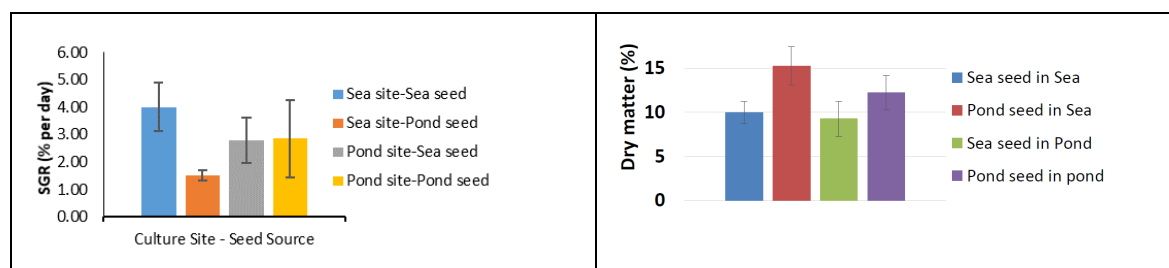 6.00
5.00
4.00
3.00
2.00
1.00
0.00
SGR (% per day)
Culture Site - Seed Source
Sea site-Sea seed
Sea site-Pond seed
Pond site-Sea seed
Pond site-Pond seed
Dry matter (%)
15
10
5
0
Sea seed in Sea
Pond seed in Sea
Sea seed in Pond
Pond seed in pond